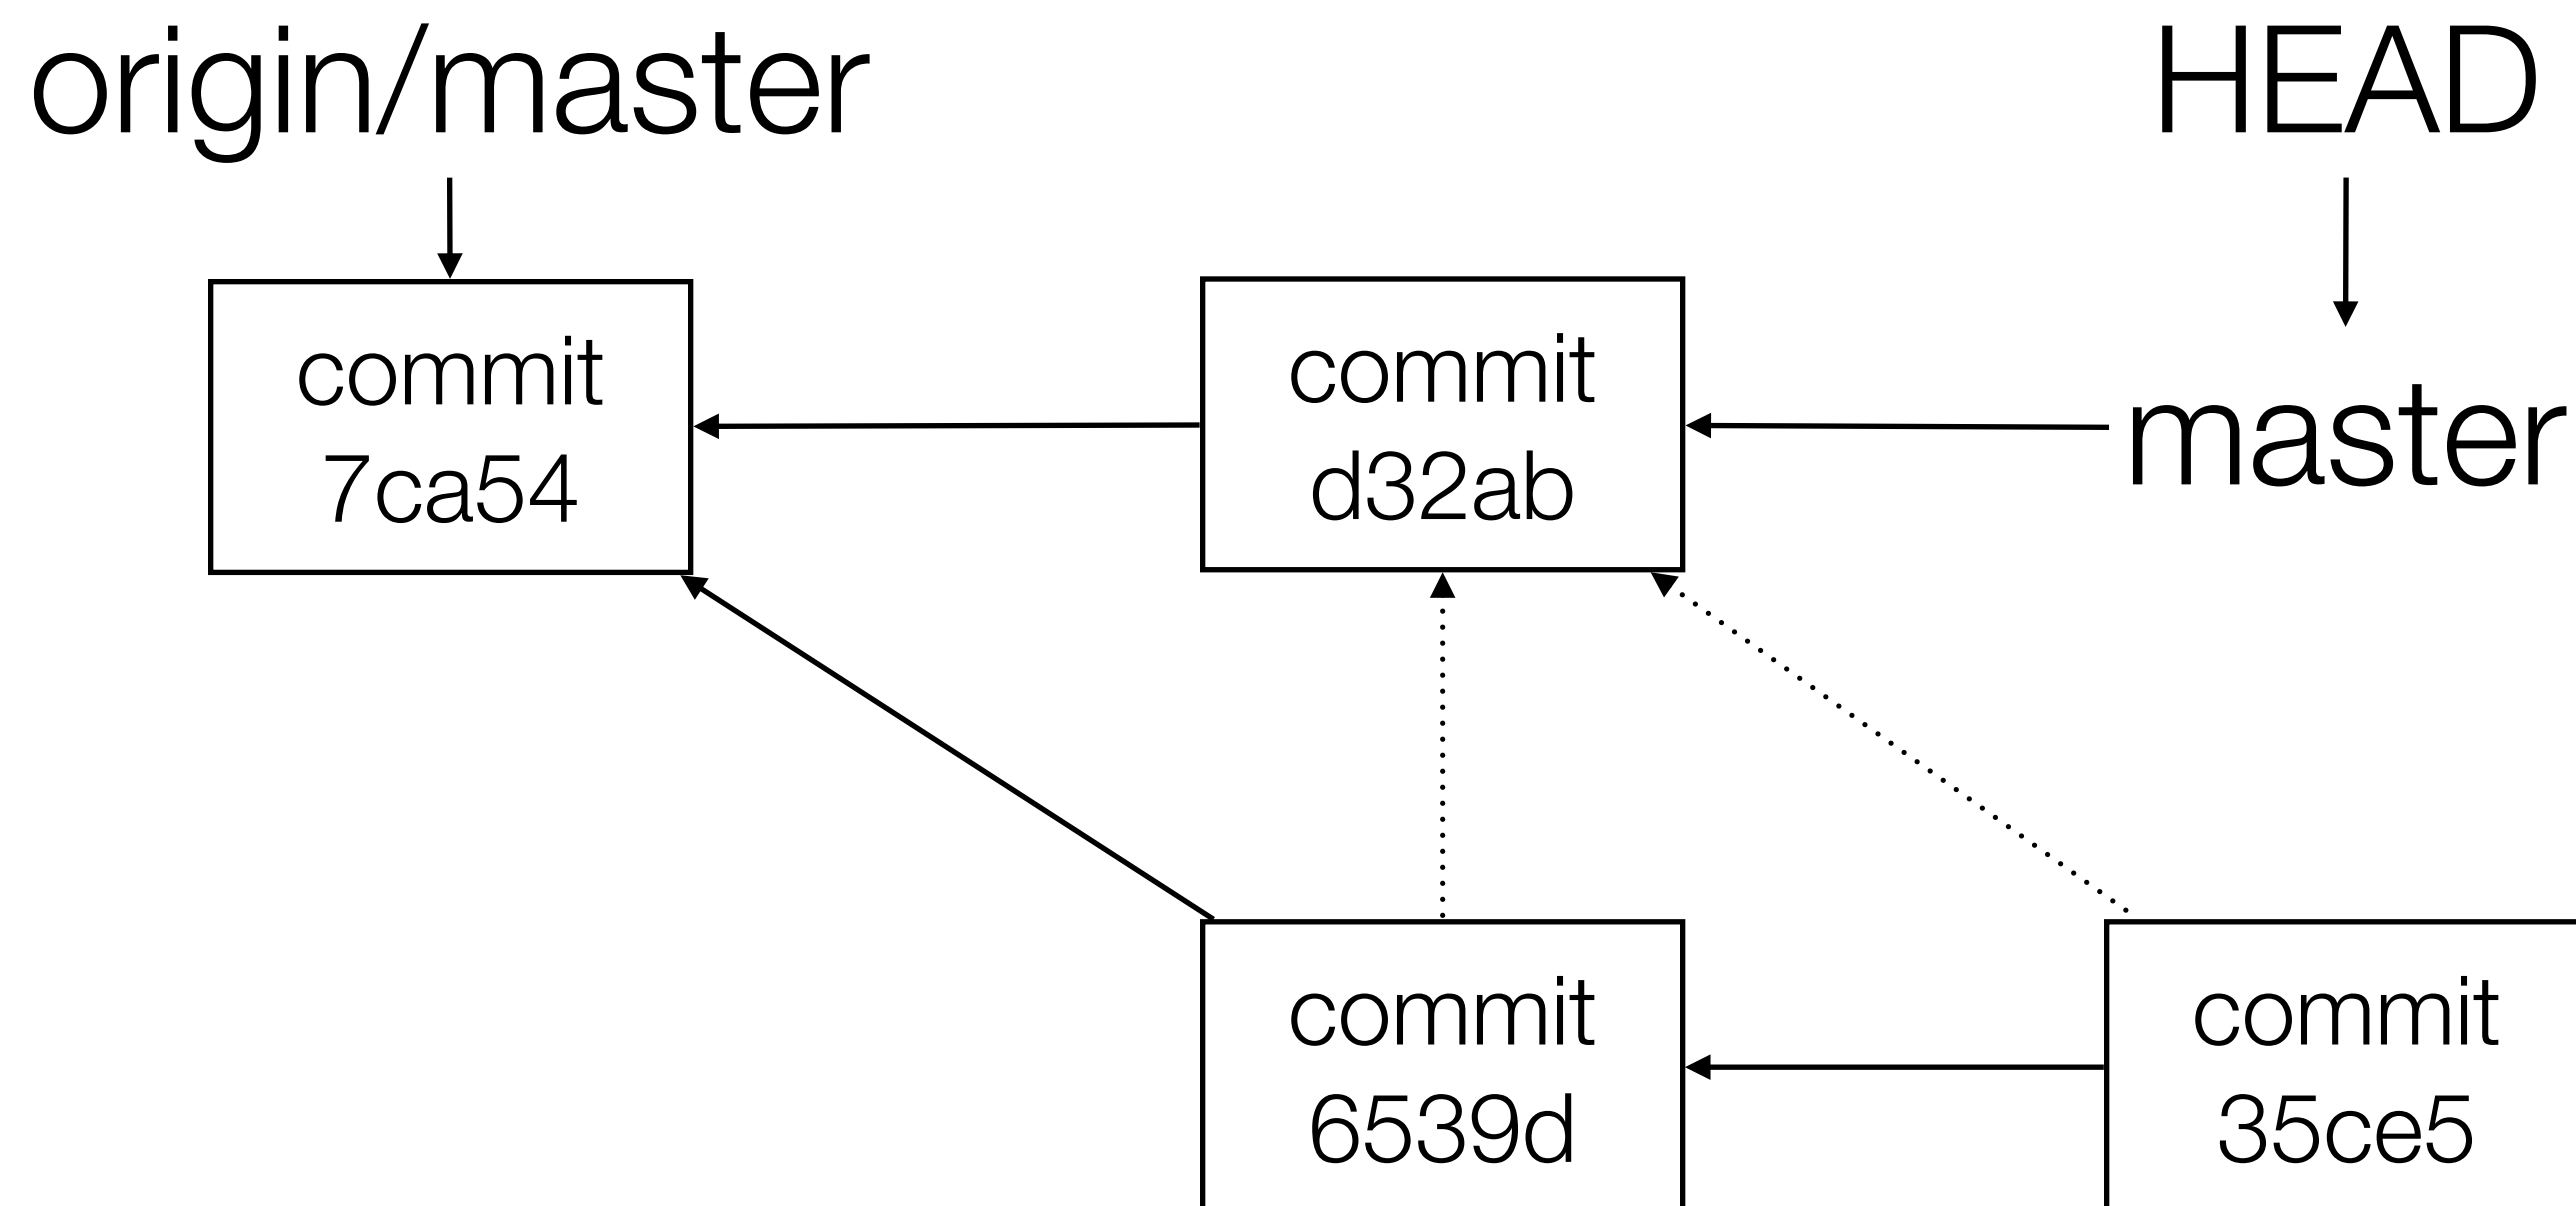 origin/master
HEAD
commit
7ca54
commit
d32ab
master
commit
6539d
commit
35ce5